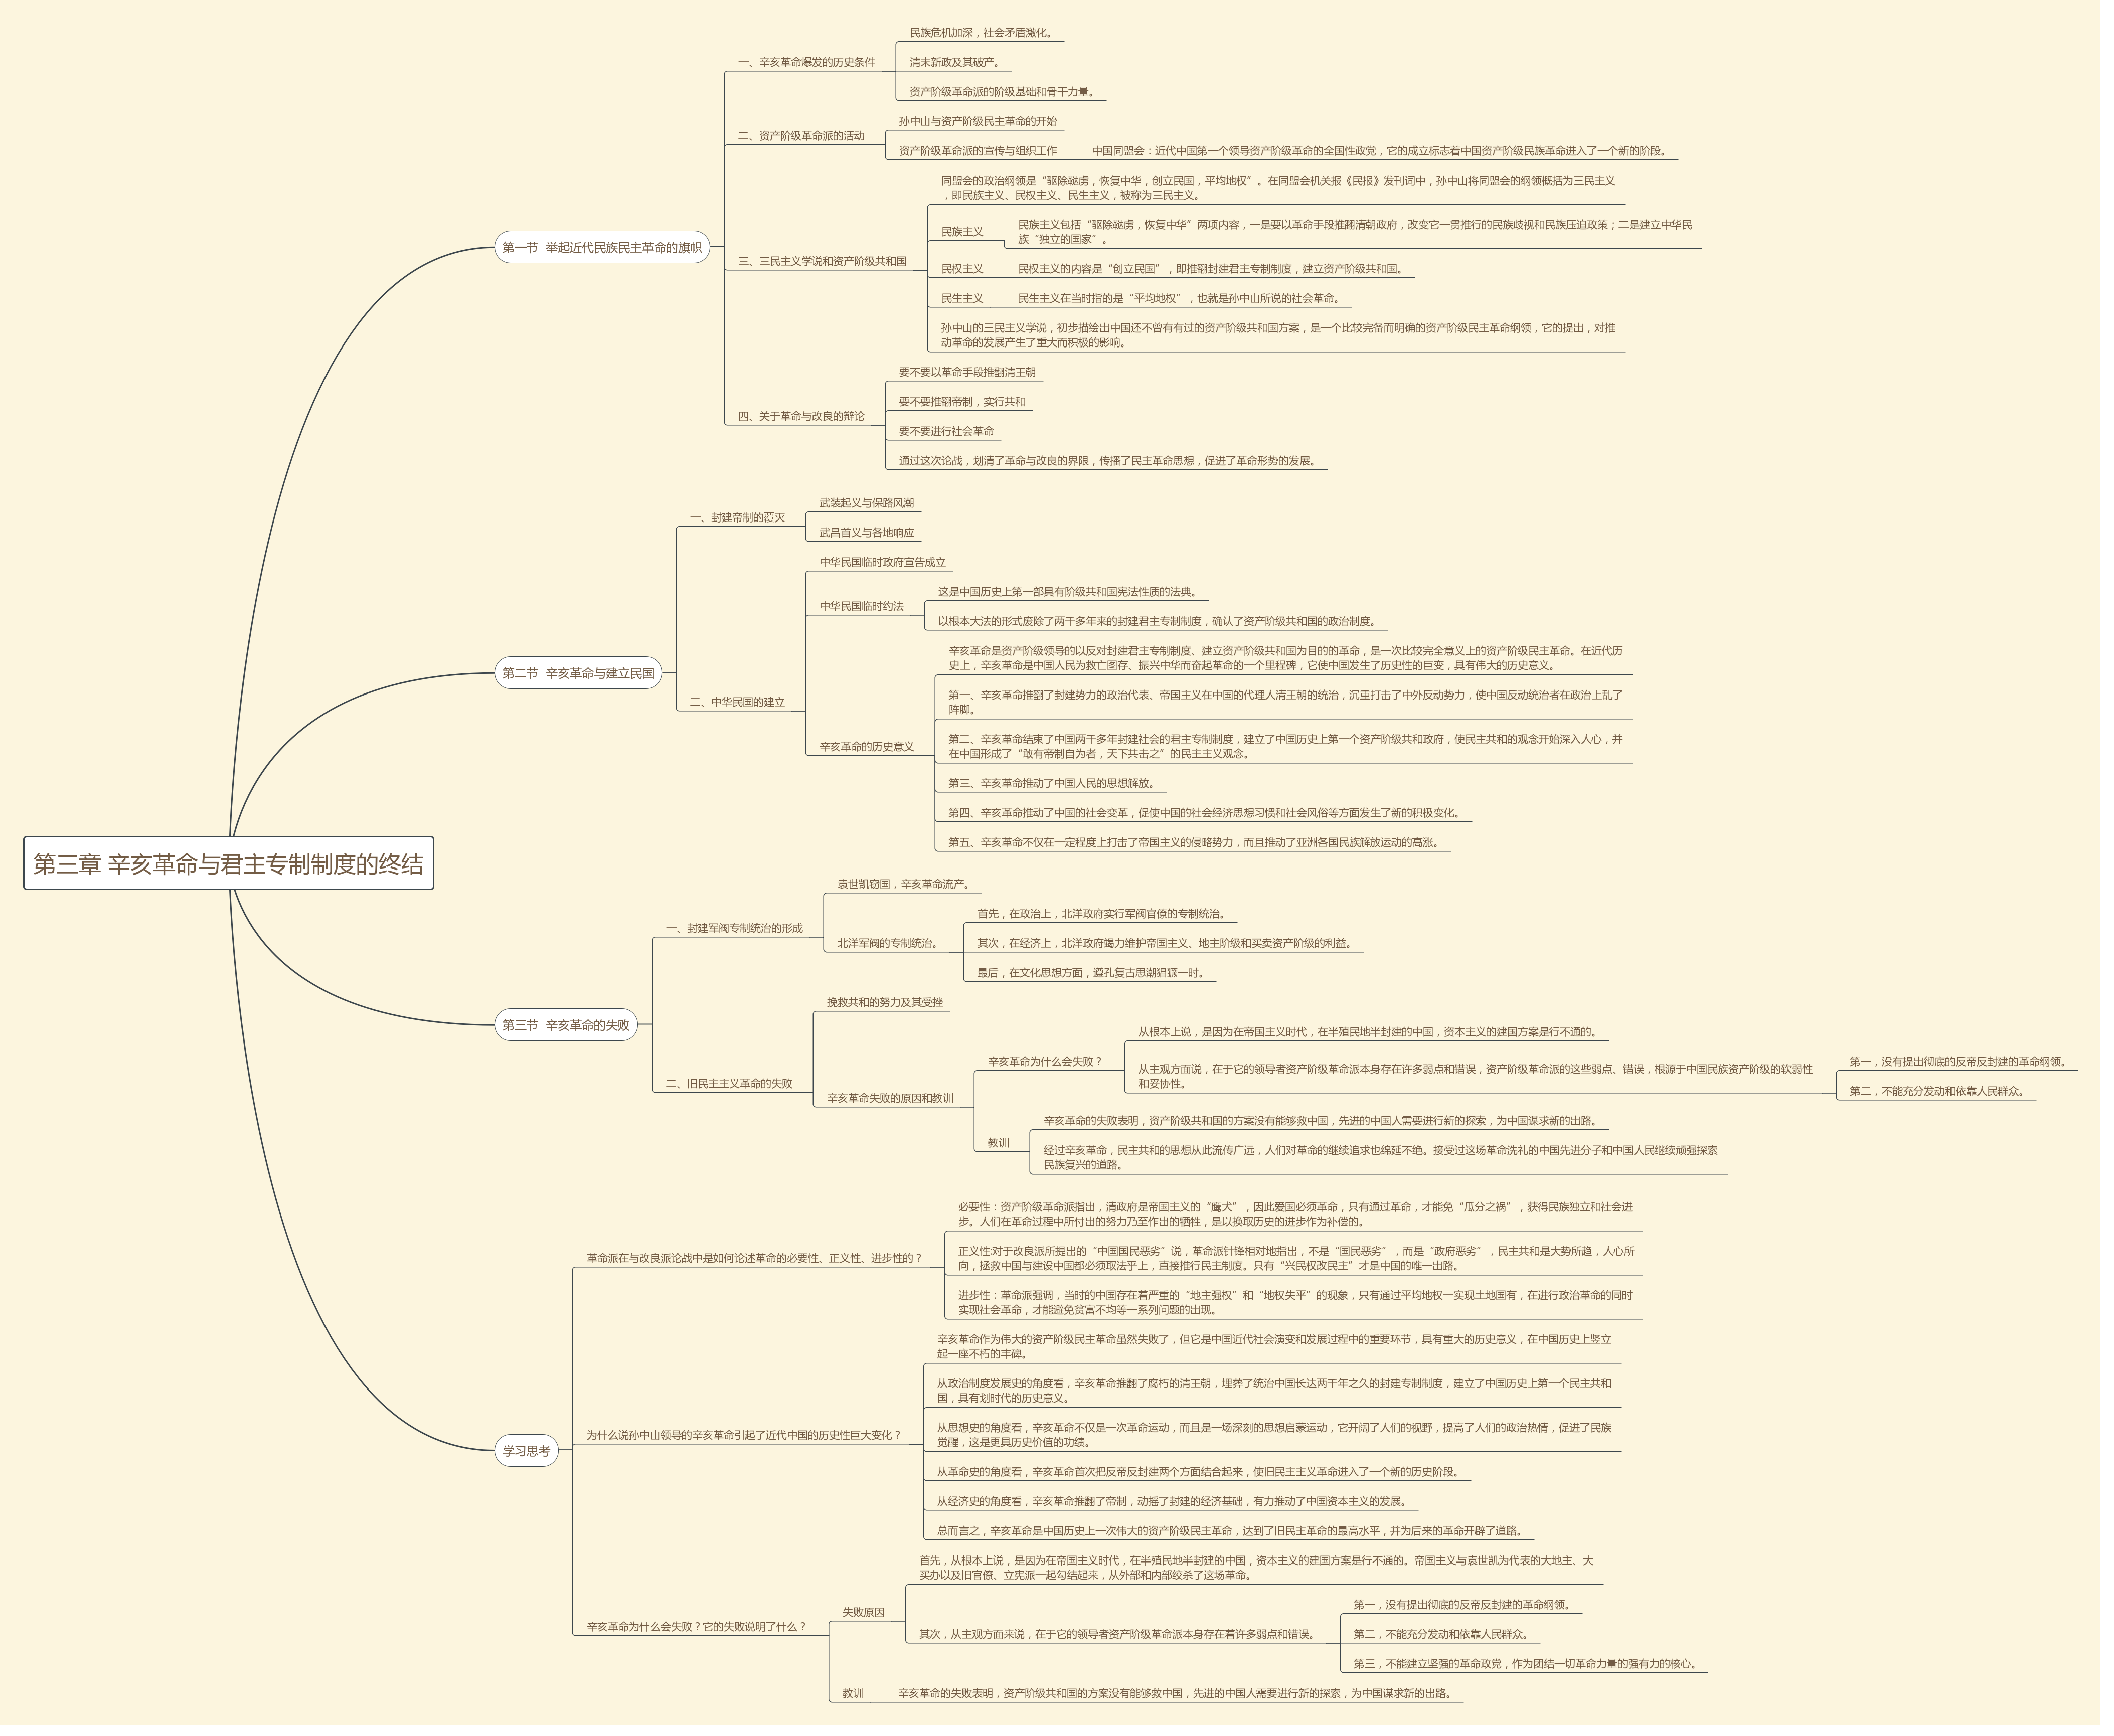 第三章 辛亥革命与君主专制制度的终结
第一节 举起近代民族民主革命的旗帜
一、辛亥革命爆发的历史条件
民族危机加深，社会矛盾激化。
清末新政及其破产。
资产阶级革命派的阶级基础和骨干力量。
二、资产阶级革命派的活动
孙中山与资产阶级民主革命的开始
资产阶级革命派的宣传与组织工作
中国同盟会：近代中国第一个领导资产阶级革命的全国性政党，它的成立标志着中国资产阶级民族革命进入了一个新的阶段。
三、三民主义学说和资产阶级共和国
同盟会的政治纲领是“驱除鞑虏，恢复中华，创立民国，平均地权”。在同盟会机关报《民报》发刊词中，孙中山将同盟会的纲领概括为三民主义
，即民族主义、民权主义、民生主义，被称为三民主义。
民族主义
民族主义包括“驱除鞑虏，恢复中华”两项内容，一是要以革命手段推翻清朝政府，改变它一贯推行的民族歧视和民族压迫政策；二是建立中华民
族“独立的国家”。
民权主义
民权主义的内容是“创立民国”，即推翻封建君主专制制度，建立资产阶级共和国。
民生主义
民生主义在当时指的是“平均地权”，也就是孙中山所说的社会革命。
孙中山的三民主义学说，初步描绘出中国还不曾有有过的资产阶级共和国方案，是一个比较完备而明确的资产阶级民主革命纲领，它的提出，对推
动革命的发展产生了重大而积极的影响。
四、关于革命与改良的辩论
要不要以革命手段推翻清王朝
要不要推翻帝制，实行共和
要不要进行社会革命
通过这次论战，划清了革命与改良的界限，传播了民主革命思想，促进了革命形势的发展。
第二节 辛亥革命与建立民国
一、封建帝制的覆灭
武装起义与保路风潮
武昌首义与各地响应
二、中华民国的建立
中华民国临时政府宣告成立
中华民国临时约法
这是中国历史上第一部具有阶级共和国宪法性质的法典。
以根本大法的形式废除了两千多年来的封建君主专制制度，确认了资产阶级共和国的政治制度。
辛亥革命的历史意义
辛亥革命是资产阶级领导的以反对封建君主专制制度、建立资产阶级共和国为目的的革命，是一次比较完全意义上的资产阶级民主革命。在近代历
史上，辛亥革命是中国人民为救亡图存、振兴中华而奋起革命的一个里程碑，它使中国发生了历史性的巨变，具有伟大的历史意义。
第一、辛亥革命推翻了封建势力的政治代表、帝国主义在中国的代理人清王朝的统治，沉重打击了中外反动势力，使中国反动统治者在政治上乱了
阵脚。
第二、辛亥革命结束了中国两千多年封建社会的君主专制制度，建立了中国历史上第一个资产阶级共和政府，使民主共和的观念开始深入人心，并
在中国形成了“敢有帝制自为者，天下共击之”的民主主义观念。
第三、辛亥革命推动了中国人民的思想解放。
第四、辛亥革命推动了中国的社会变革，促使中国的社会经济思想习惯和社会风俗等方面发生了新的积极变化。
第五、辛亥革命不仅在一定程度上打击了帝国主义的侵略势力，而且推动了亚洲各国民族解放运动的高涨。
第三节 辛亥革命的失败
一、封建军阀专制统治的形成
袁世凯窃国，辛亥革命流产。
北洋军阀的专制统治。
首先，在政治上，北洋政府实行军阀官僚的专制统治。
其次，在经济上，北洋政府竭力维护帝国主义、地主阶级和买卖资产阶级的利益。
最后，在文化思想方面，遵孔复古思潮猖獗一时。
二、旧民主主义革命的失败
挽救共和的努力及其受挫
辛亥革命失败的原因和教训
辛亥革命为什么会失败？
从根本上说，是因为在帝国主义时代，在半殖民地半封建的中国，资本主义的建国方案是行不通的。
从主观方面说，在于它的领导者资产阶级革命派本身存在许多弱点和错误，资产阶级革命派的这些弱点、错误，根源于中国民族资产阶级的软弱性
和妥协性。
第一，没有提出彻底的反帝反封建的革命纲领。
第二，不能充分发动和依靠人民群众。
教训
辛亥革命的失败表明，资产阶级共和国的方案没有能够救中国，先进的中国人需要进行新的探索，为中国谋求新的出路。
经过辛亥革命，民主共和的思想从此流传广远，人们对革命的继续追求也绵延不绝。接受过这场革命洗礼的中国先进分子和中国人民继续顽强探索
民族复兴的道路。
学习思考
革命派在与改良派论战中是如何论述革命的必要性、正义性、进步性的？
必要性：资产阶级革命派指出，清政府是帝国主义的“鹰犬”，因此爱国必须革命，只有通过革命，才能免“瓜分之祸”，获得民族独立和社会进
步。人们在革命过程中所付出的努力乃至作出的牺牲，是以换取历史的进步作为补偿的。
正义性:对于改良派所提出的“中国国民恶劣”说，革命派针锋相对地指出，不是“国民恶劣”，而是“政府恶劣”，民主共和是大势所趋，人心所
向，拯救中国与建设中国都必须取法乎上，直接推行民主制度。只有“兴民权改民主”才是中国的唯一出路。
进步性：革命派强调，当时的中国存在着严重的“地主强权”和“地权失平”的现象，只有通过平均地权一实现土地国有，在进行政治革命的同时
实现社会革命，才能避免贫富不均等一系列问题的出现。
为什么说孙中山领导的辛亥革命引起了近代中国的历史性巨大变化？
辛亥革命作为伟大的资产阶级民主革命虽然失败了，但它是中国近代社会演变和发展过程中的重要环节，具有重大的历史意义，在中国历史上竖立
起一座不朽的丰碑。
从政治制度发展史的角度看，辛亥革命推翻了腐朽的清王朝，埋葬了统治中国长达两千年之久的封建专制制度，建立了中国历史上第一个民主共和
国，具有划时代的历史意义。
从思想史的角度看，辛亥革命不仅是一次革命运动，而且是一场深刻的思想启蒙运动，它开阔了人们的视野，提高了人们的政治热情，促进了民族
觉醒，这是更具历史价值的功绩。
从革命史的角度看，辛亥革命首次把反帝反封建两个方面结合起来，使旧民主主义革命进入了一个新的历史阶段。
从经济史的角度看，辛亥革命推翻了帝制，动摇了封建的经济基础，有力推动了中国资本主义的发展。
总而言之，辛亥革命是中国历史上一次伟大的资产阶级民主革命，达到了旧民主革命的最高水平，并为后来的革命开辟了道路。
辛亥革命为什么会失败？它的失败说明了什么？
失败原因
首先，从根本上说，是因为在帝国主义时代，在半殖民地半封建的中国，资本主义的建国方案是行不通的。帝国主义与袁世凯为代表的大地主、大
买办以及旧官僚、立宪派一起勾结起来，从外部和内部绞杀了这场革命。
其次，从主观方面来说，在于它的领导者资产阶级革命派本身存在着许多弱点和错误。
第一，没有提出彻底的反帝反封建的革命纲领。
第二，不能充分发动和依靠人民群众。
第三，不能建立坚强的革命政党，作为团结一切革命力量的强有力的核心。
教训
辛亥革命的失败表明，资产阶级共和国的方案没有能够救中国，先进的中国人需要进行新的探索，为中国谋求新的出路。